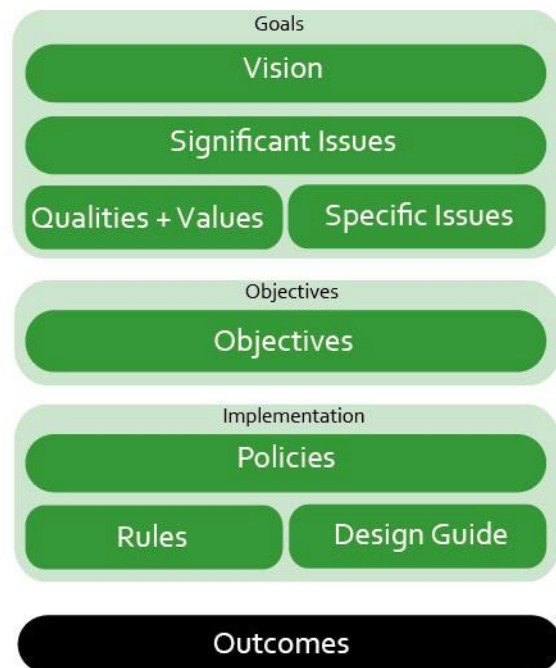 Goals
Vision
Significant Issues
Qualities + Values
Specific Issues
Objectives
Objectives
Implementation
Policies
Rules
Design Guide
Outcomes